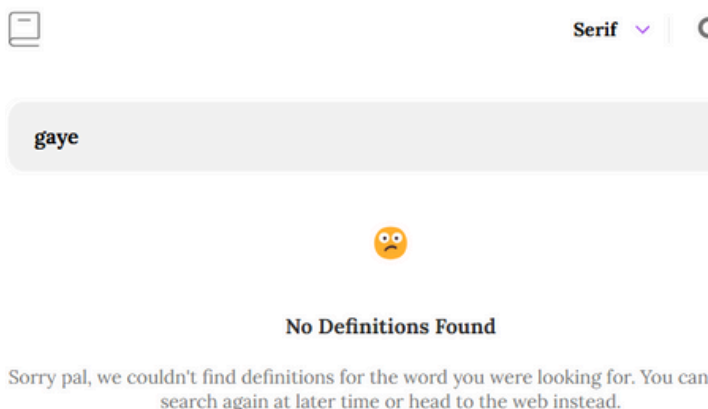 Serif
gaye
No Definitions Found
Sorry pal, we couldn't find definitions for the word you were looking for. You can
search again at later time or head to the web instead.